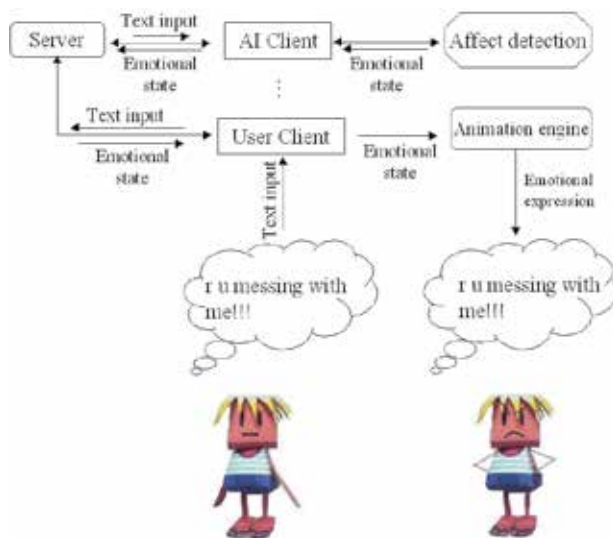 Text input
Server
AI Client
Affect detection
Emotional
state
Emotional
state
Text input
User Client
Animation engine
Emotional
state
Emotional
state
Text input
Emotional
expression
r u messing with
me!!!
r u messing with
me!!!